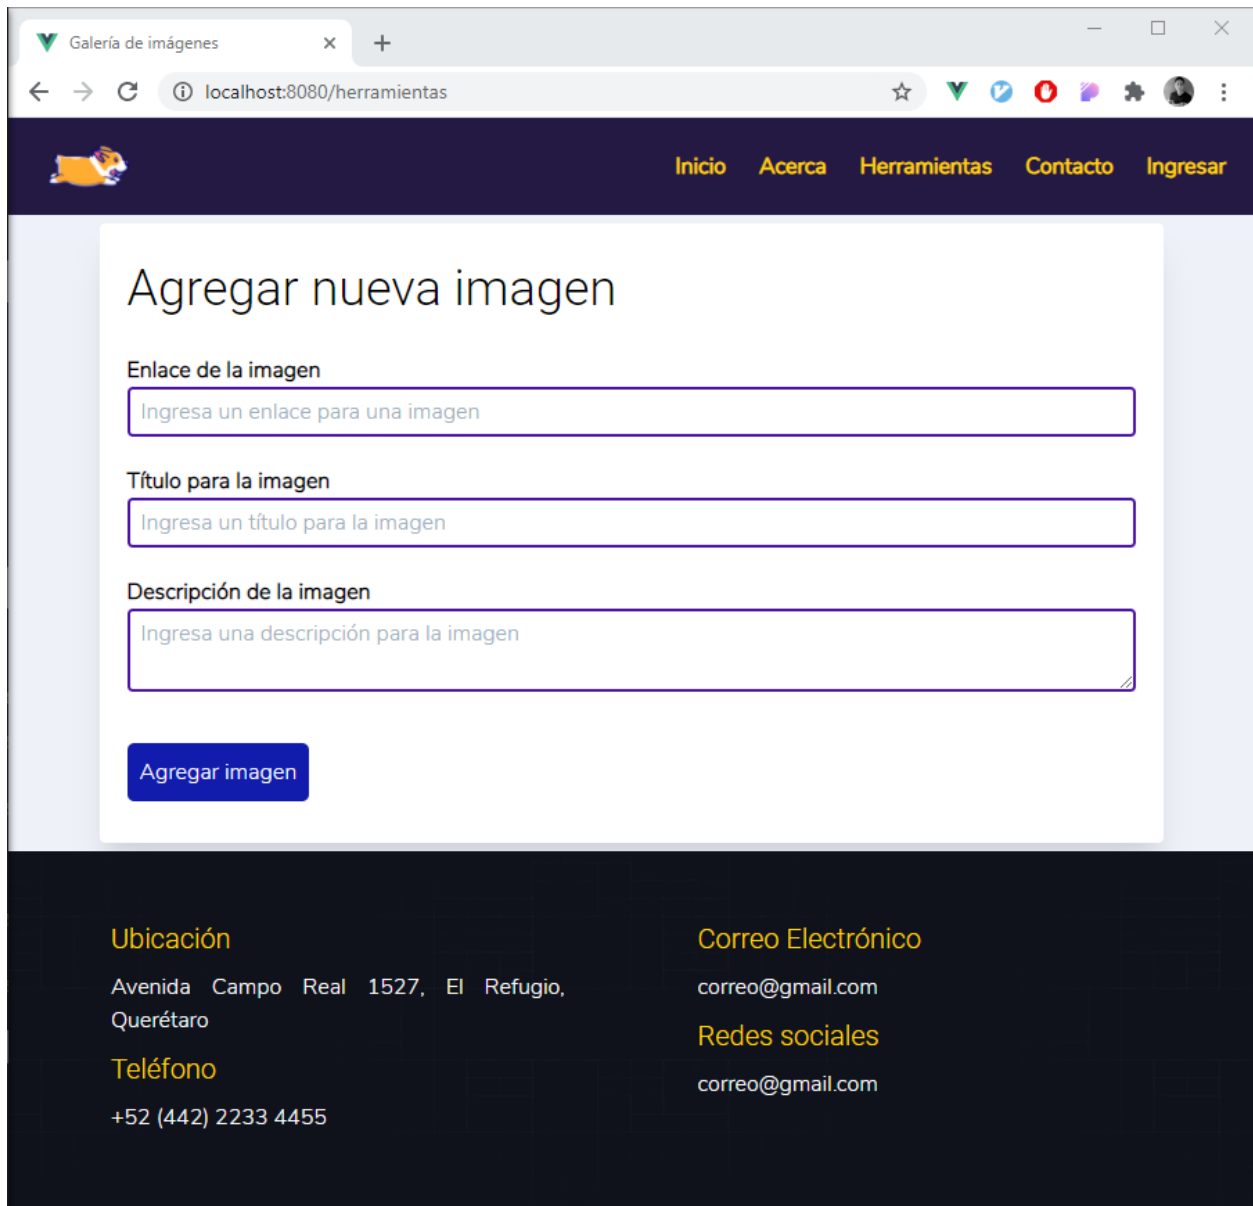 Galería de imágenes
localhost:8080/herramientas
Inicio Acerca Herramientas Contacto Ingresar
Agregar nueva imagen
Enlace de la imagen
Ingresa un enlace para una imagen
Título para la imagen
Ingresa un título para la imagen
Descripción de la imagen
Ingresa una descripción para la imagen
Agregar imagen
Ubicación
Avenida Campo Real 1527, El Refugio,
Querétaro
Teléfono
+52 (442) 2233 4455
Correo Electrónico
correo@gmail.com
Redes sociales
correo@gmail.com